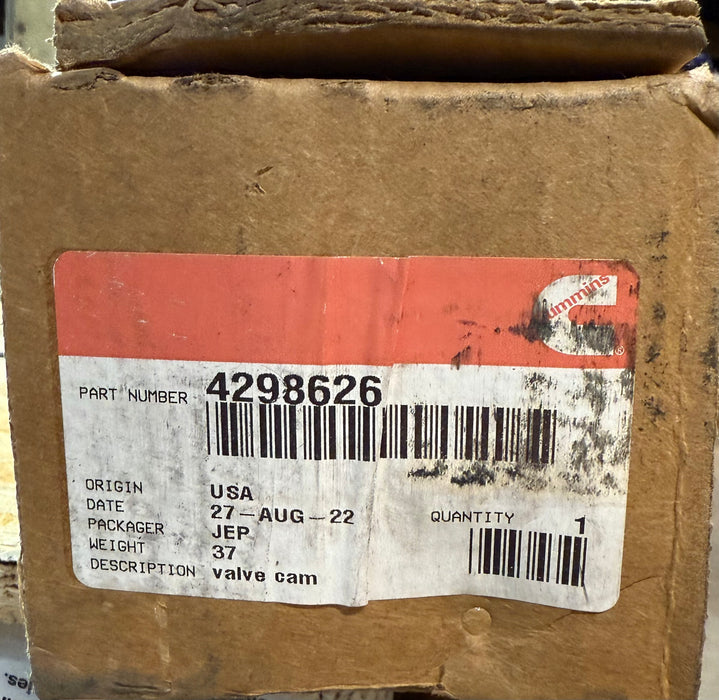 cummins
®
PART NUMBER 4298626
ORIGIN USA
DATE 27-AUG-22
PACKAGER JEP
WEIGHT 37
DESCRIPTION valve cam
QUANTITY 1